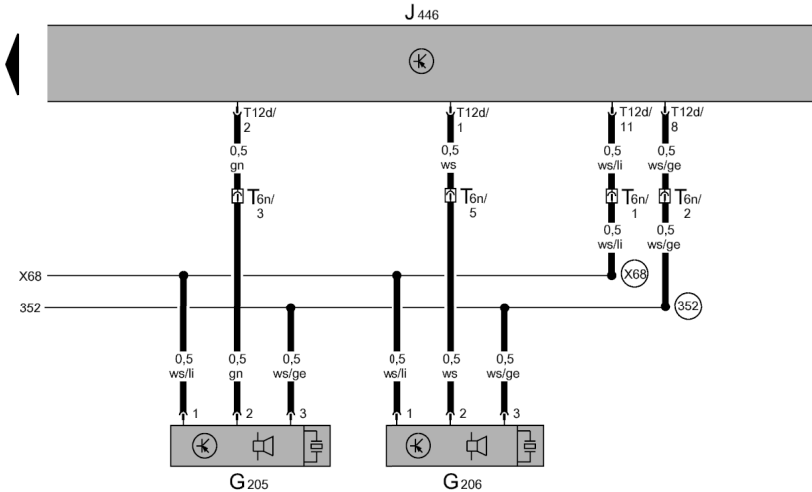 J 446
T12d/ T12d/ T12d/ T12d/
2 1 11 8
0,5 0,5 0,5 0,5
gn ws ws/li ws/ge
T6n/ T6n/ T6n/ T6n/
3 5 1 2
0,5 0,5
ws/li ws/ge
X68 X68
352 352
0,5 0,5 0,5 0,5 0,5 0,5
ws/li gn ws/ge ws/li ws ws/ge
1 2 3 1 2 3
G205 G206